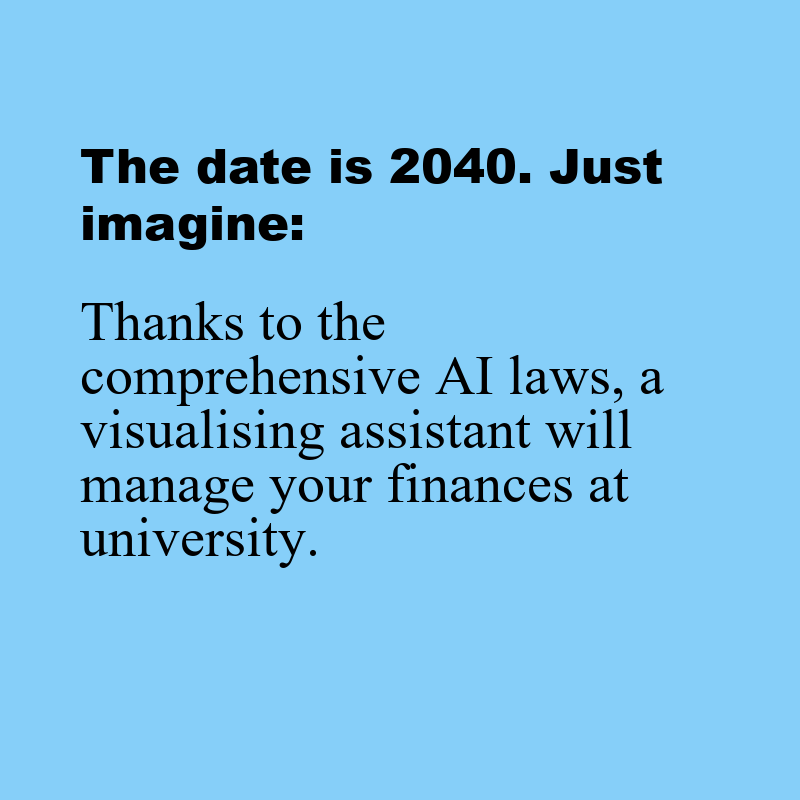 The date is 2040. Just
imagine:
Thanks to the
comprehensive AI laws, a
visualising assistant will
manage your finances at
university.